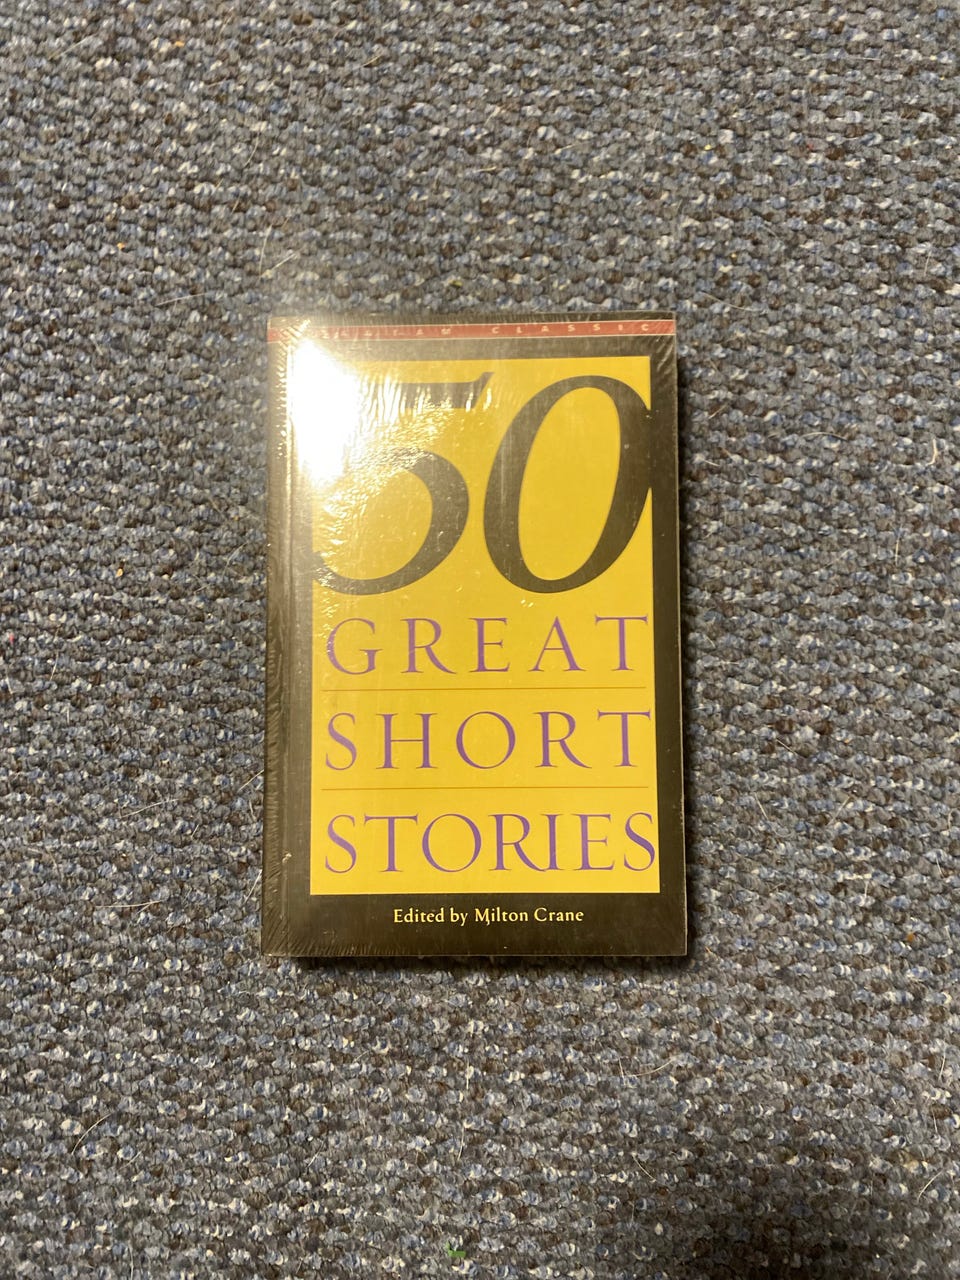 CLASSIC
50
GREAT
SHORT
STORIES
Edited by Milton Crane